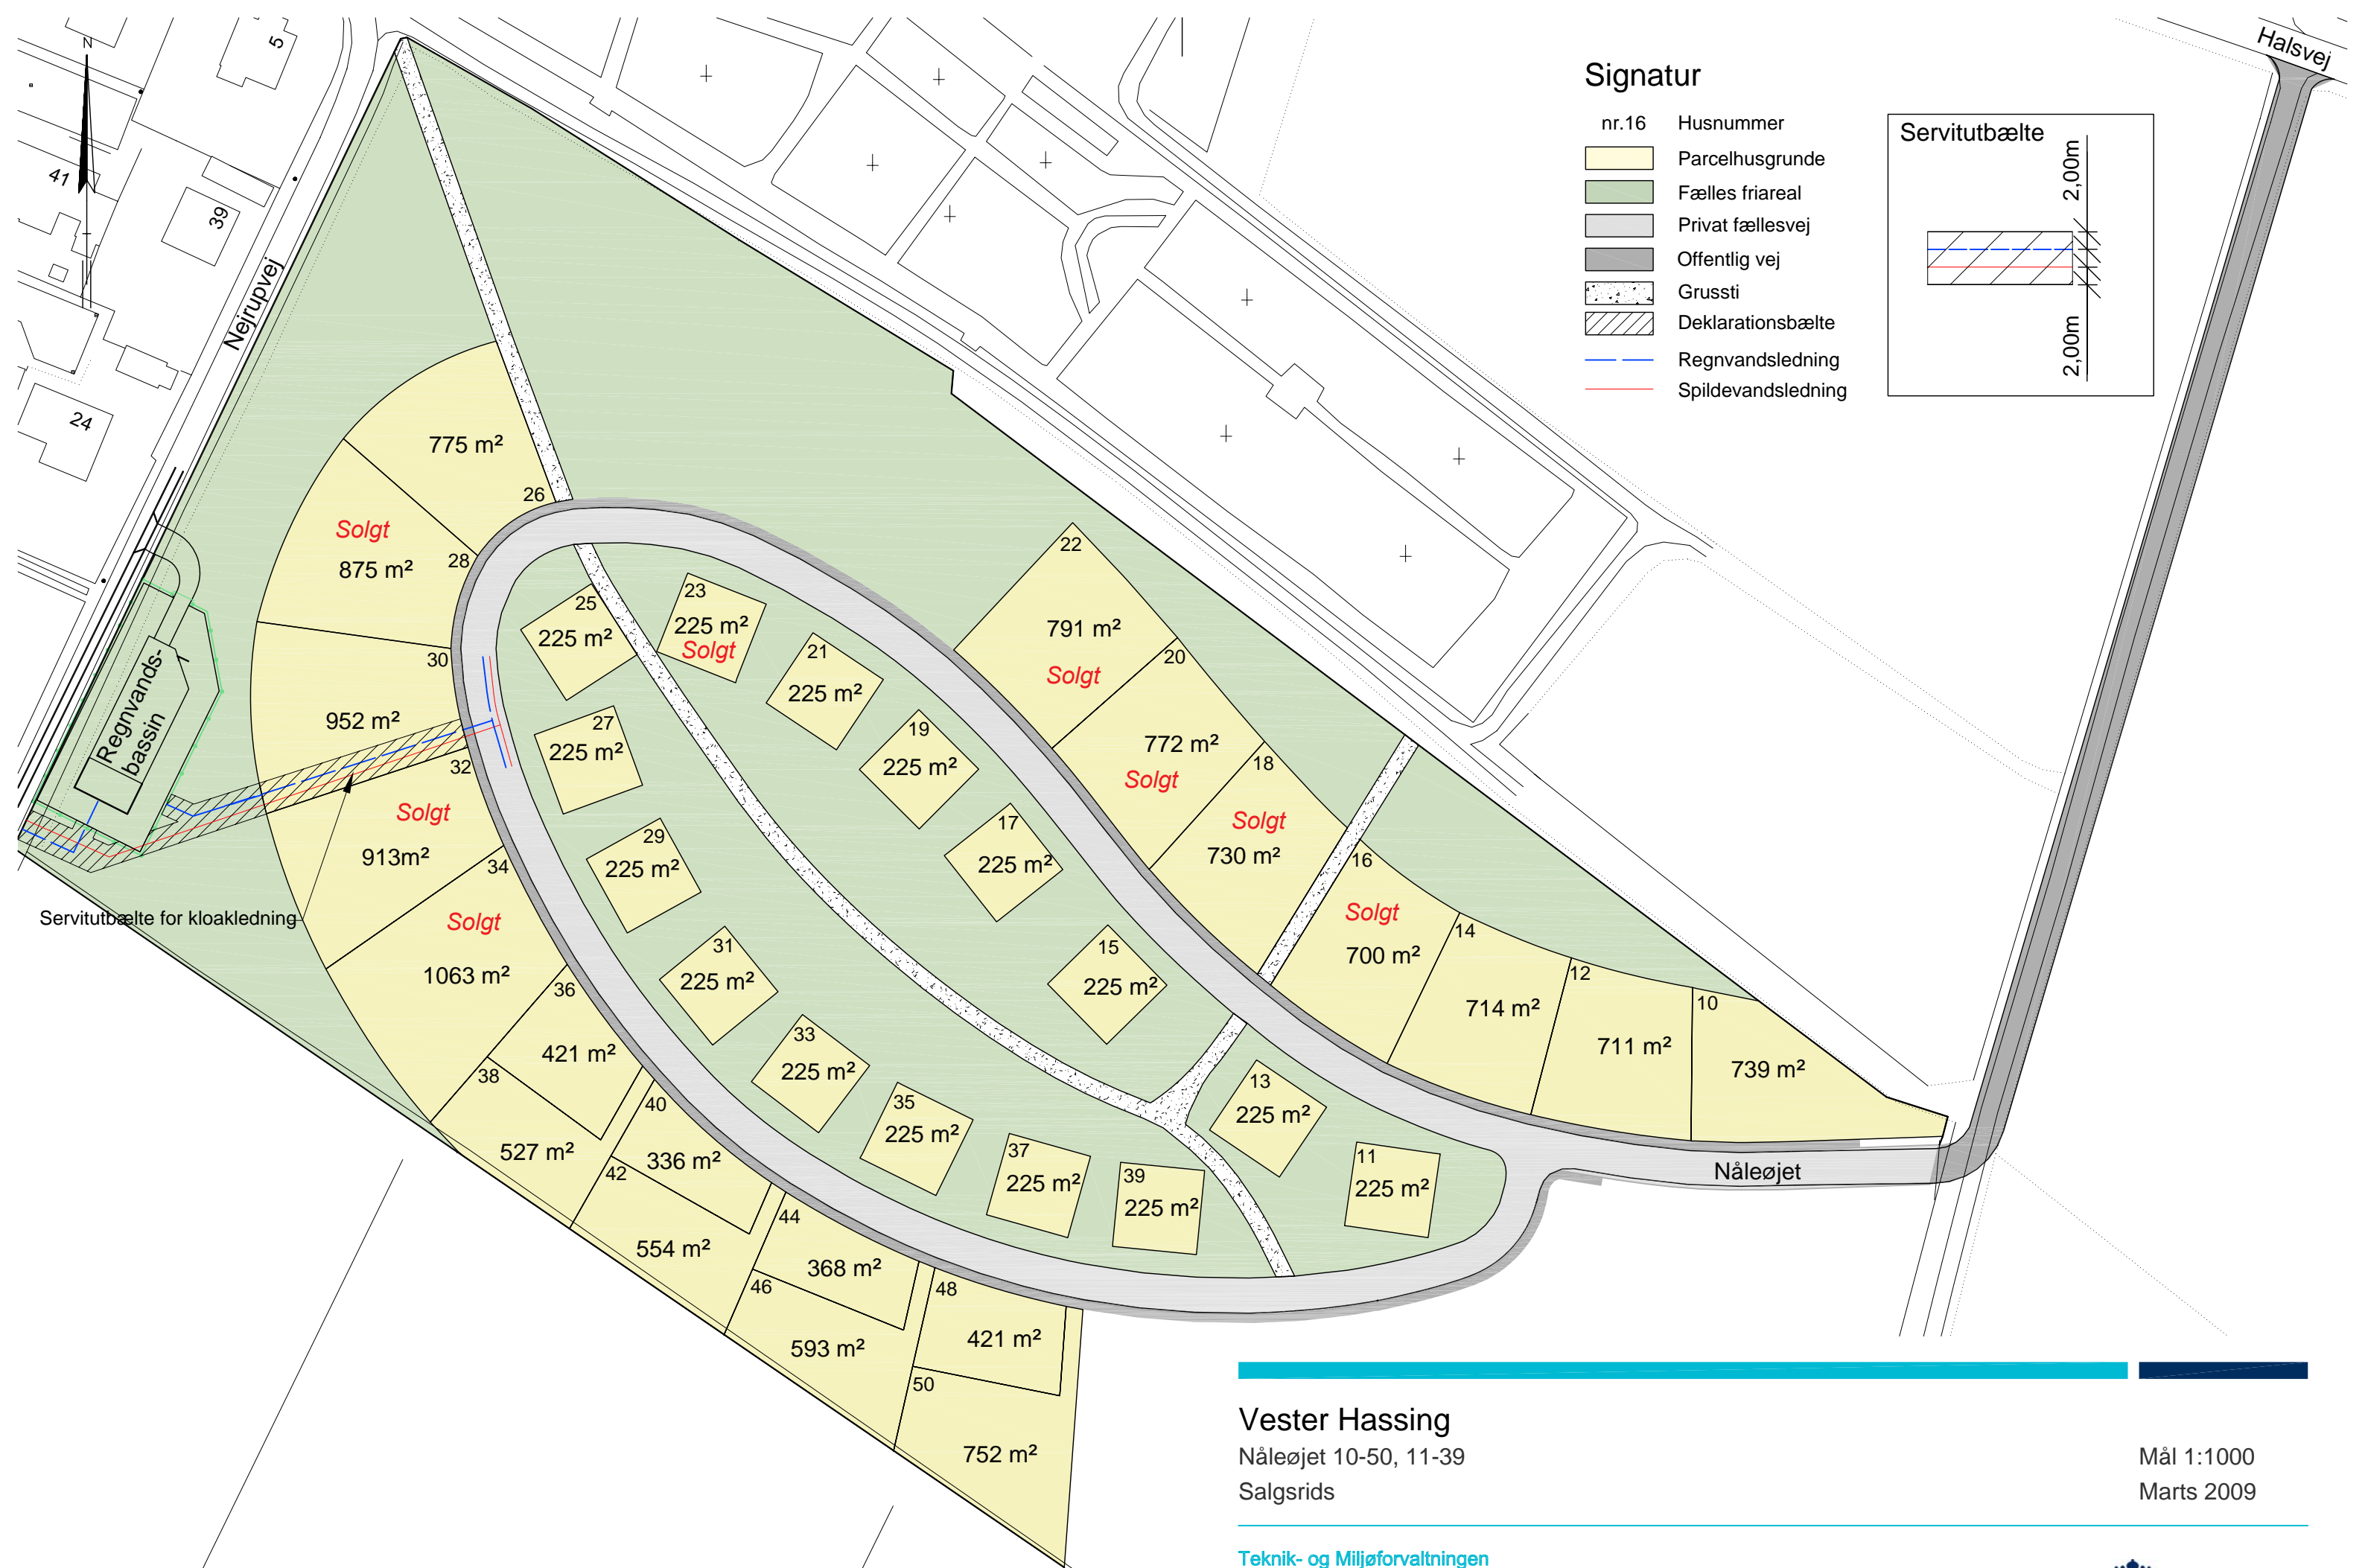 N
5
41
39
24
Nejrupvej
Halsvej
Signatur
nr.16 Husnummer
Parcelhusgrunde
Fælles friareal
Privat fællesvej
Offentlig vej
Grussti
Deklarationsbælte
Regnvandsledning
Spildevandsledning
Servitutbælte
2,00m
2,00m
775 m²
26
Solgt
875 m²
28
30
952 m²
32
Solgt
913m²
34
Solgt
1063 m²
36
421 m²
38
527 m²
40
336 m²
42
554 m²
44
368 m²
46
593 m²
48
421 m²
50
752 m²
Regnvands-
bassin
Servitutbælte for kloakledning
25
225 m²
23
225 m²
Solgt
21
225 m²
19
225 m²
17
225 m²
15
225 m²
13
225 m²
11
225 m²
27
225 m²
29
225 m²
31
225 m²
33
225 m²
35
225 m²
37
225 m²
39
225 m²
22
791 m²
Solgt
20
772 m²
Solgt
18
Solgt
730 m²
16
Solgt
700 m²
14
714 m²
12
711 m²
10
739 m²
Nåleøjet
Vester Hassing
Nåleøjet 10-50, 11-39
Mål 1:1000
Salgsrids
Marts 2009
Teknik- og Miljøforvaltningen